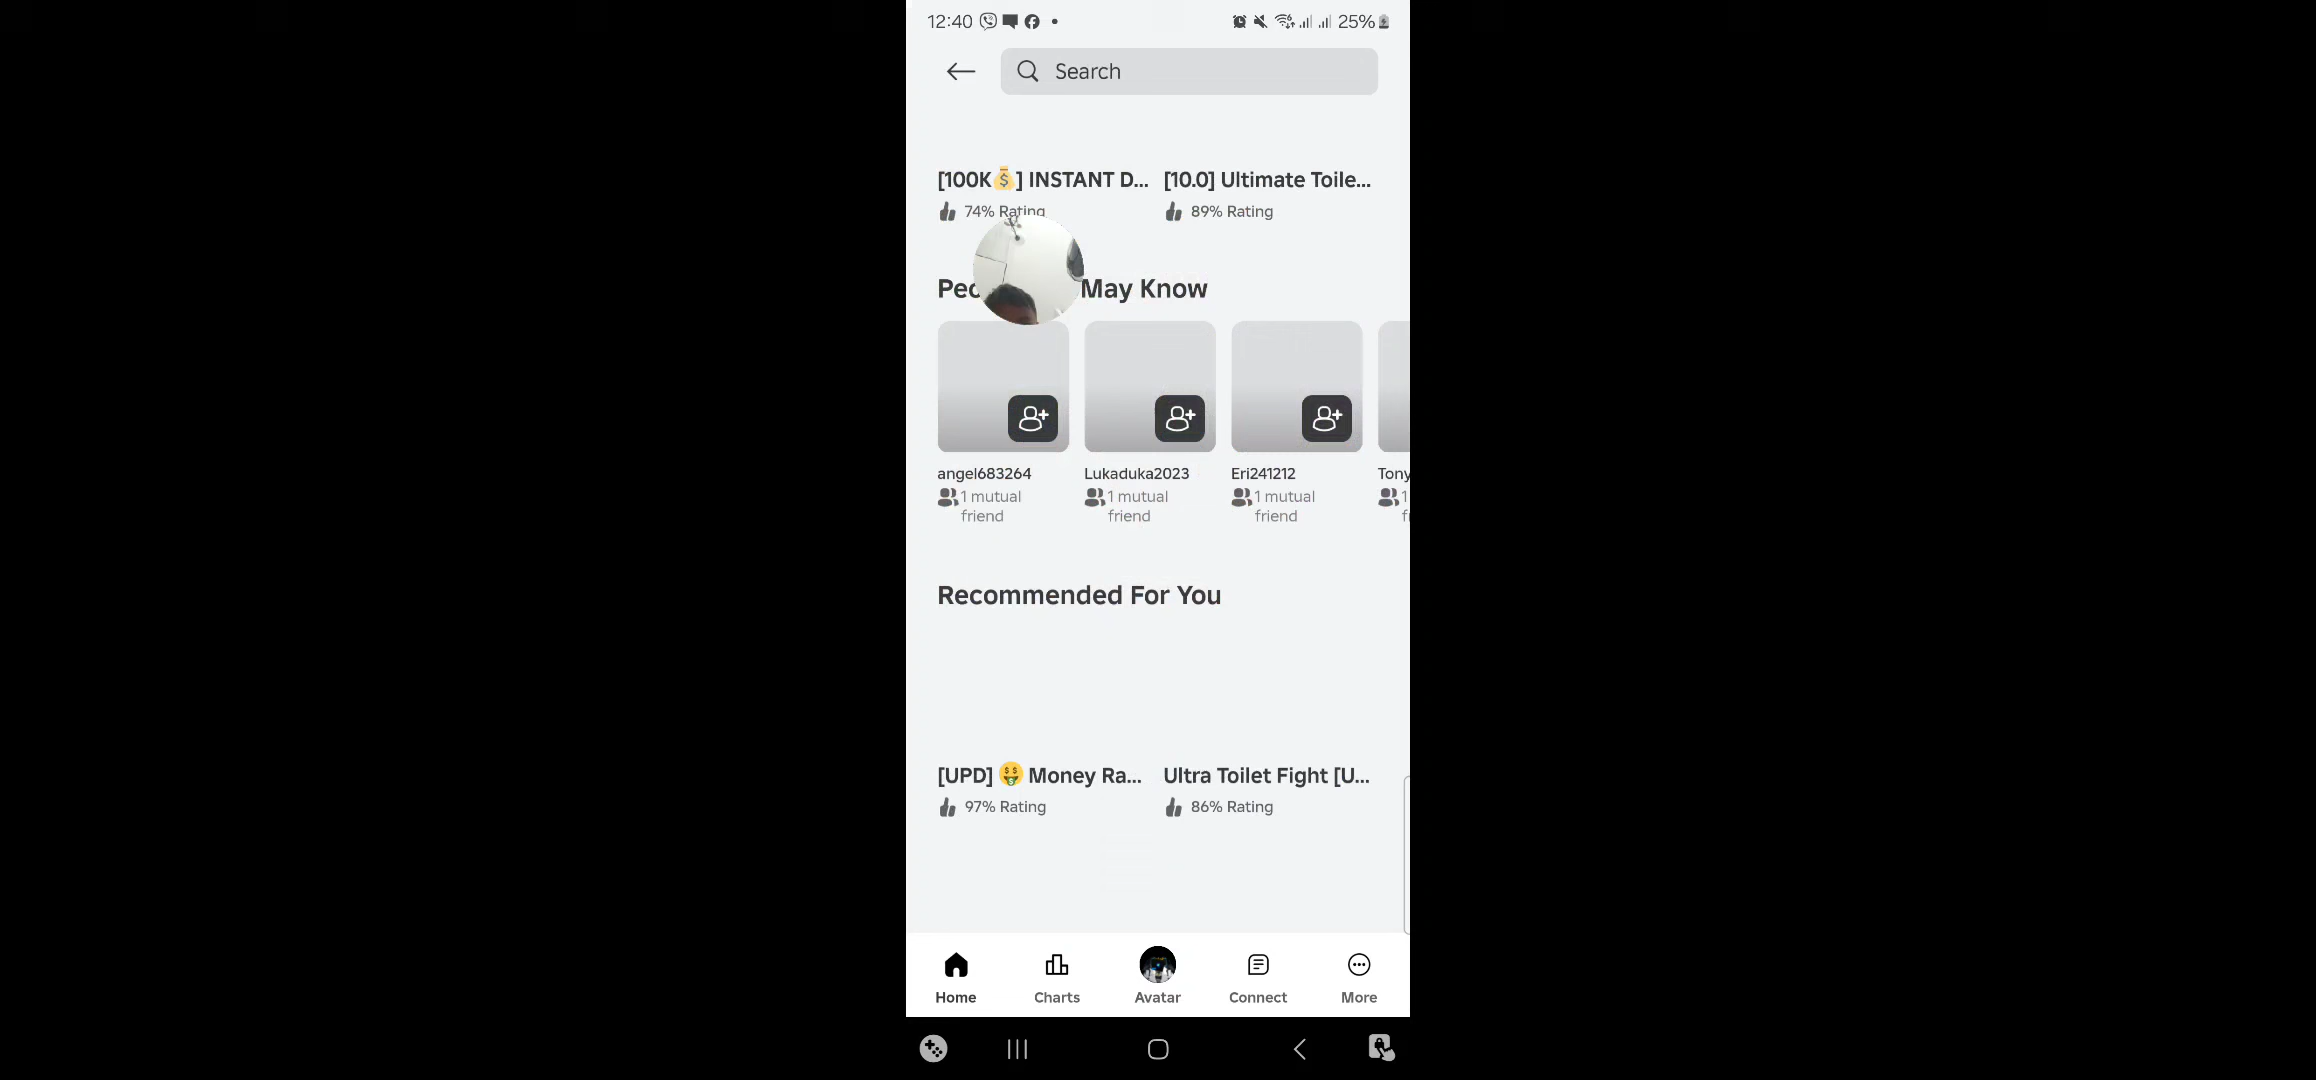 12:40
25%
Search
[100K💰] INSTANT D...
[10.0] Ultimate Toile...
74% Rating
89% Rating
May Know
angel683264
Lukaduka2023
Eri241212
Tony
1 mutual friend
1 mutual friend
1 mutual friend
1
Recommended For You
[UPD] 🤑 Money Ra...
Ultra Toilet Fight [U...
97% Rating
86% Rating
Home
Charts
Avatar
Connect
More